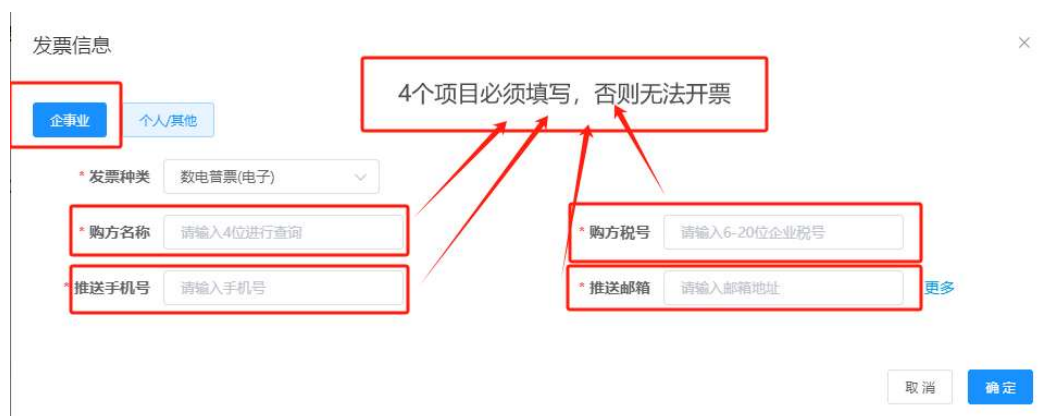 发票信息
4个项目必须填写，否则无法开票
企事业 个人/其他
* 发票种类 数电普票(电子)
* 购方名称 请输入4位进行查询 * 购方税号 请输入6-20位企业税号
* 推送手机号 请输入手机号 * 推送邮箱 请输入邮箱地址 更多
取消 确定